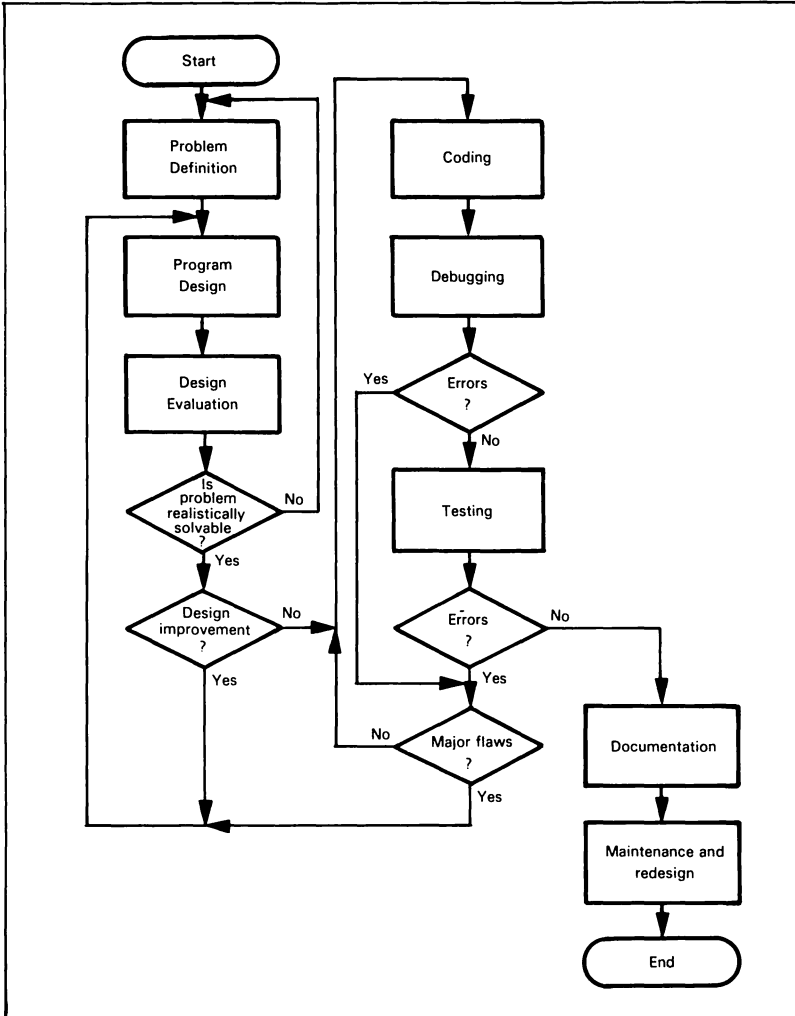 Start
Problem
Definition
Program
Design
Design
Evaluation
Is
problem
realistically
solvable
?
No
Yes
Design
improvement
?
No
Yes
Coding
Debugging
Errors
?
Yes
No
Testing
Errors
?
No
Yes
Major flaws
?
No
Yes
Documentation
Maintenance and
redesign
End